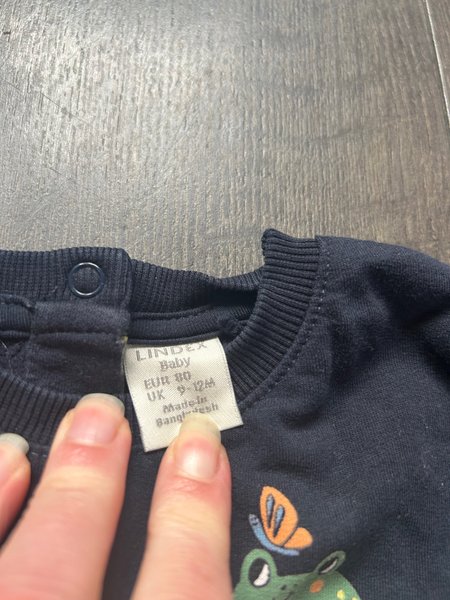 LINDEX
Baby
EUR 80
UK 9-12M
Made in
Bangladesh